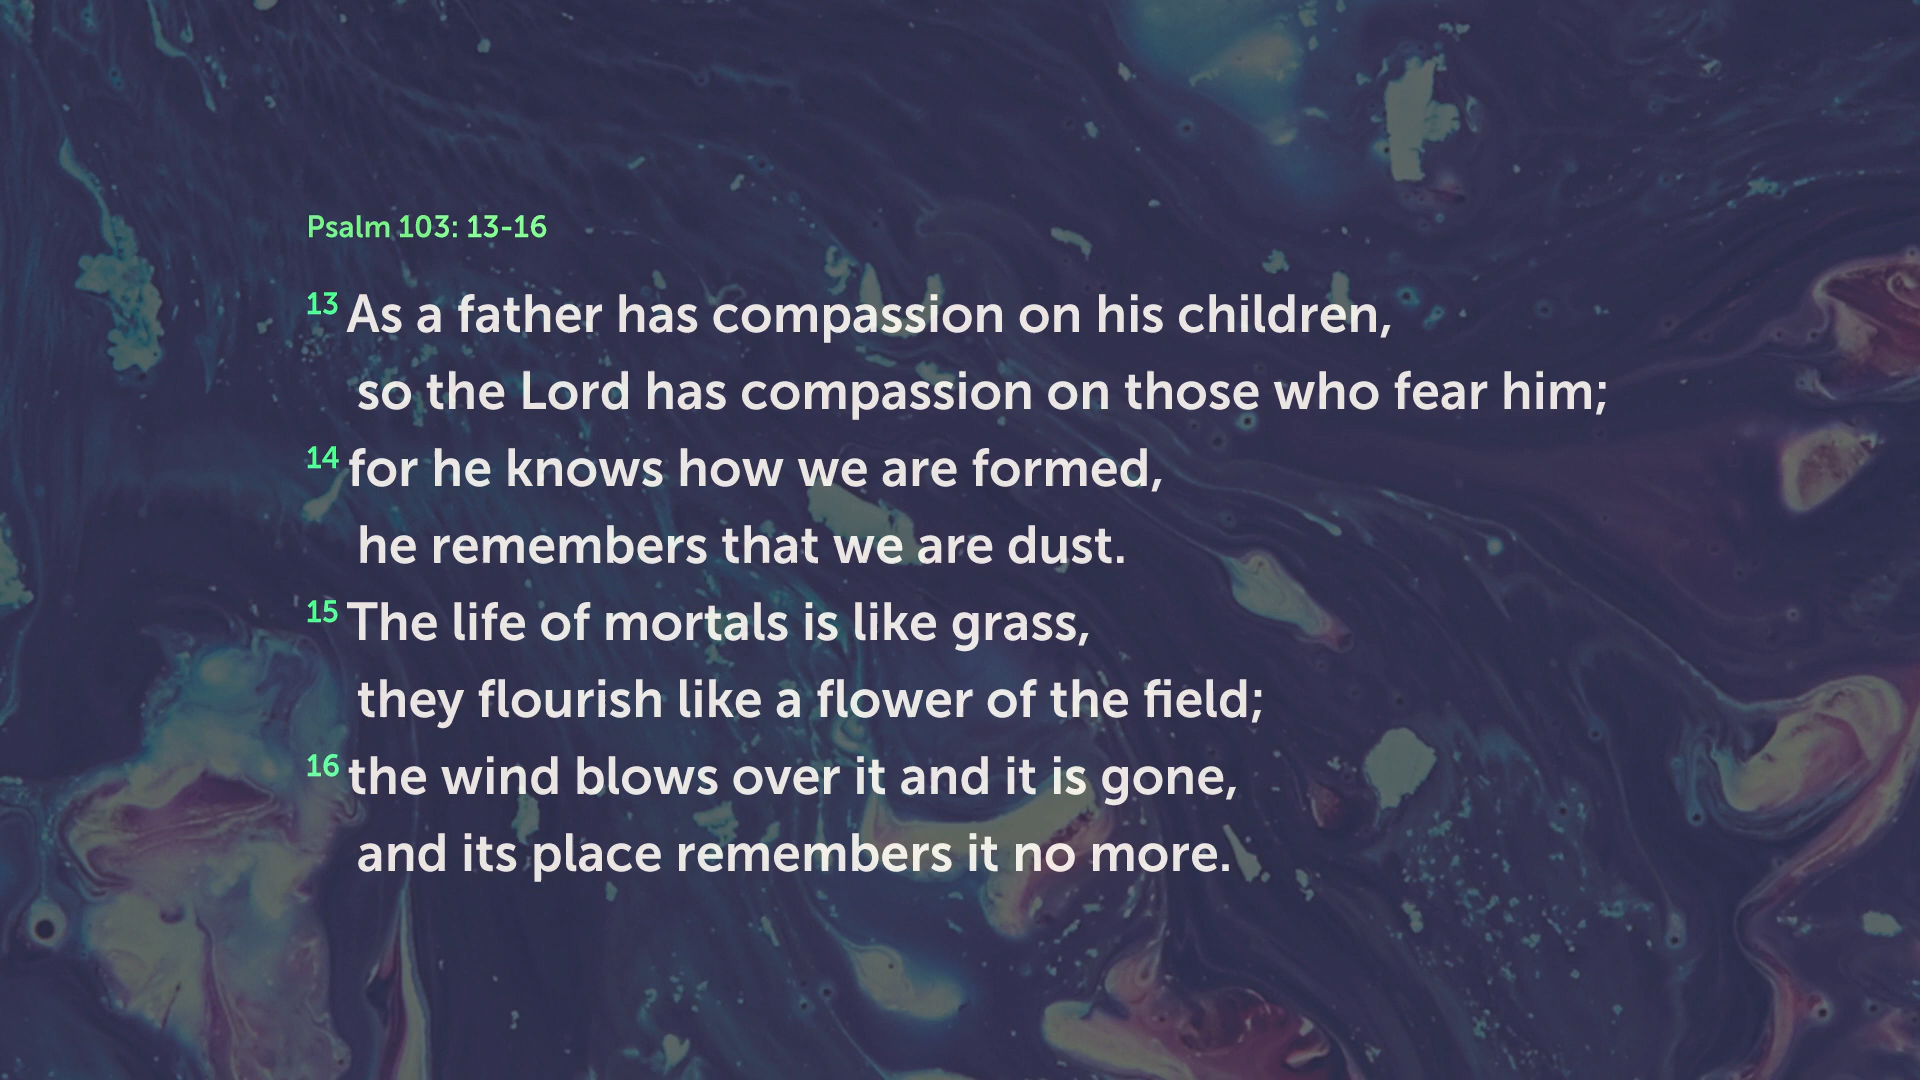 Psalm 103: 13-16
13 As a father has compassion on his children,
so the Lord has compassion on those who fear him;
14 for he knows how we are formed,
he remembers that we are dust.
15 The life of mortals is like grass,
they flourish like a flower of the field;
16 the wind blows over it and it is gone,
and its place remembers it no more.